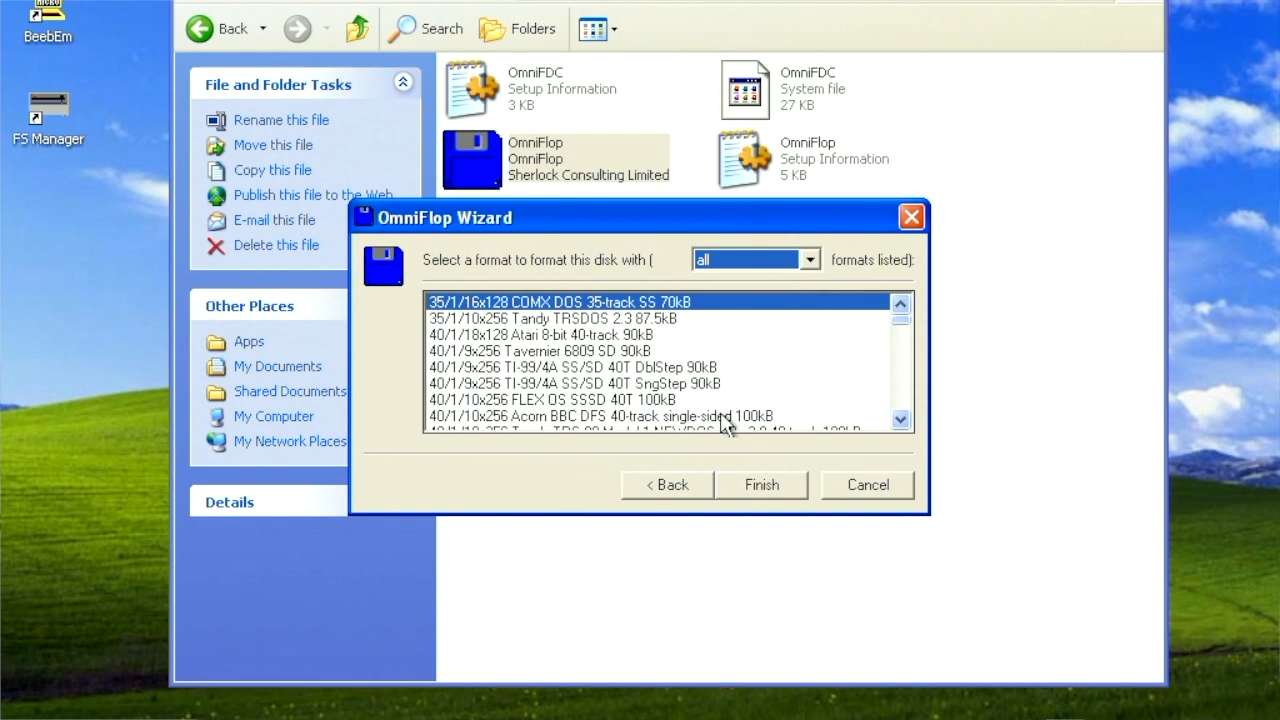 MICRO
BeebEm
FS Manager
Back
Search
Folders
File and Folder Tasks
Rename this file
Move this file
Copy this file
Publish this file to the Web
E-mail this file
Delete this file
Other Places
Apps
My Documents
Shared Documents
My Computer
My Network Places
Details
OmniFDC
Setup Information
3 KB
OmniFDC
System file
27 KB
OmniFlop
OmniFlop
Sherlock Consulting Limited
OmniFlop
Setup Information
5 KB
OmniFlop Wizard
Select a format to format this disk with ( all formats listed):
35/1/16x128 COMX DOS 35-track SS 70kB
35/1/10x256 Tandy TRSDOS 2.3 87.5kB
40/1/18x128 Atari 8-bit 40-track 90kB
40/1/9x256 Tavernier 6809 SD 90kB
40/1/9x256 TI-99/4A SS/SD 40T DblStep 90kB
40/1/9x256 TI-99/4A SS/SD 40T SngStep 90kB
40/1/10x256 FLEX OS SSSD 40T 100kB
40/1/10x256 Acorn BBC DFS 40-track single-sided 100kB
< Back
Finish
Cancel